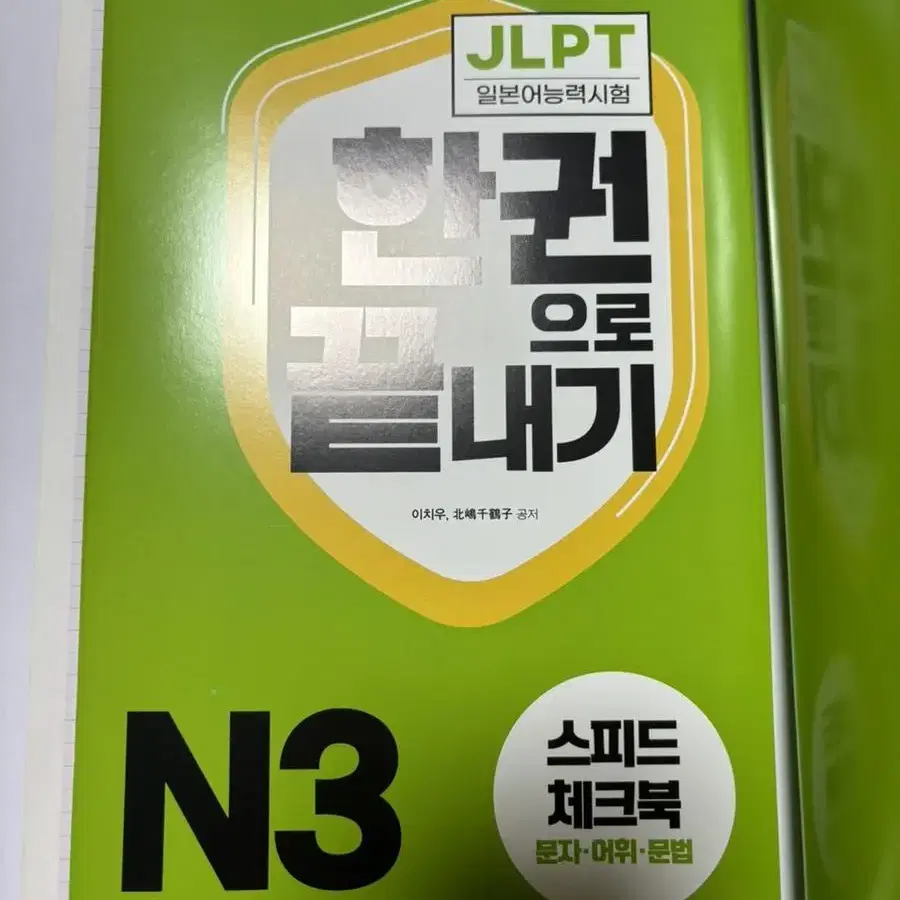 JLPT
일본어능력시험
한권
으로
끝내기
이치우, 北嶋千鶴子 공저
N3
스피드
체크북
문자·어휘·문법